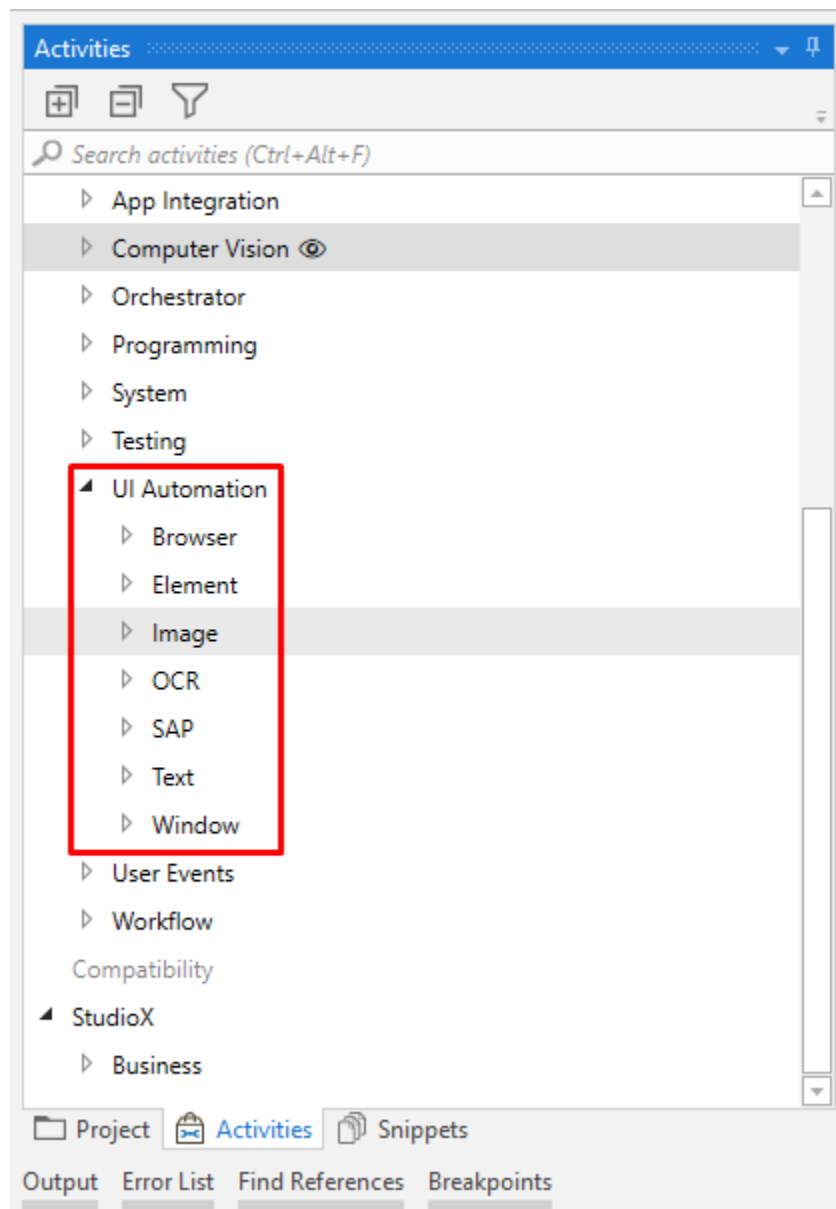 Activities
Search activities (Ctrl+Alt+F)
App Integration
Computer Vision
Orchestrator
Programming
System
Testing
UI Automation
Browser
Element
Image
OCR
SAP
Text
Window
User Events
Workflow
Compatibility
StudioX
Business
Project Activities Snippets
Output Error List Find References Breakpoints